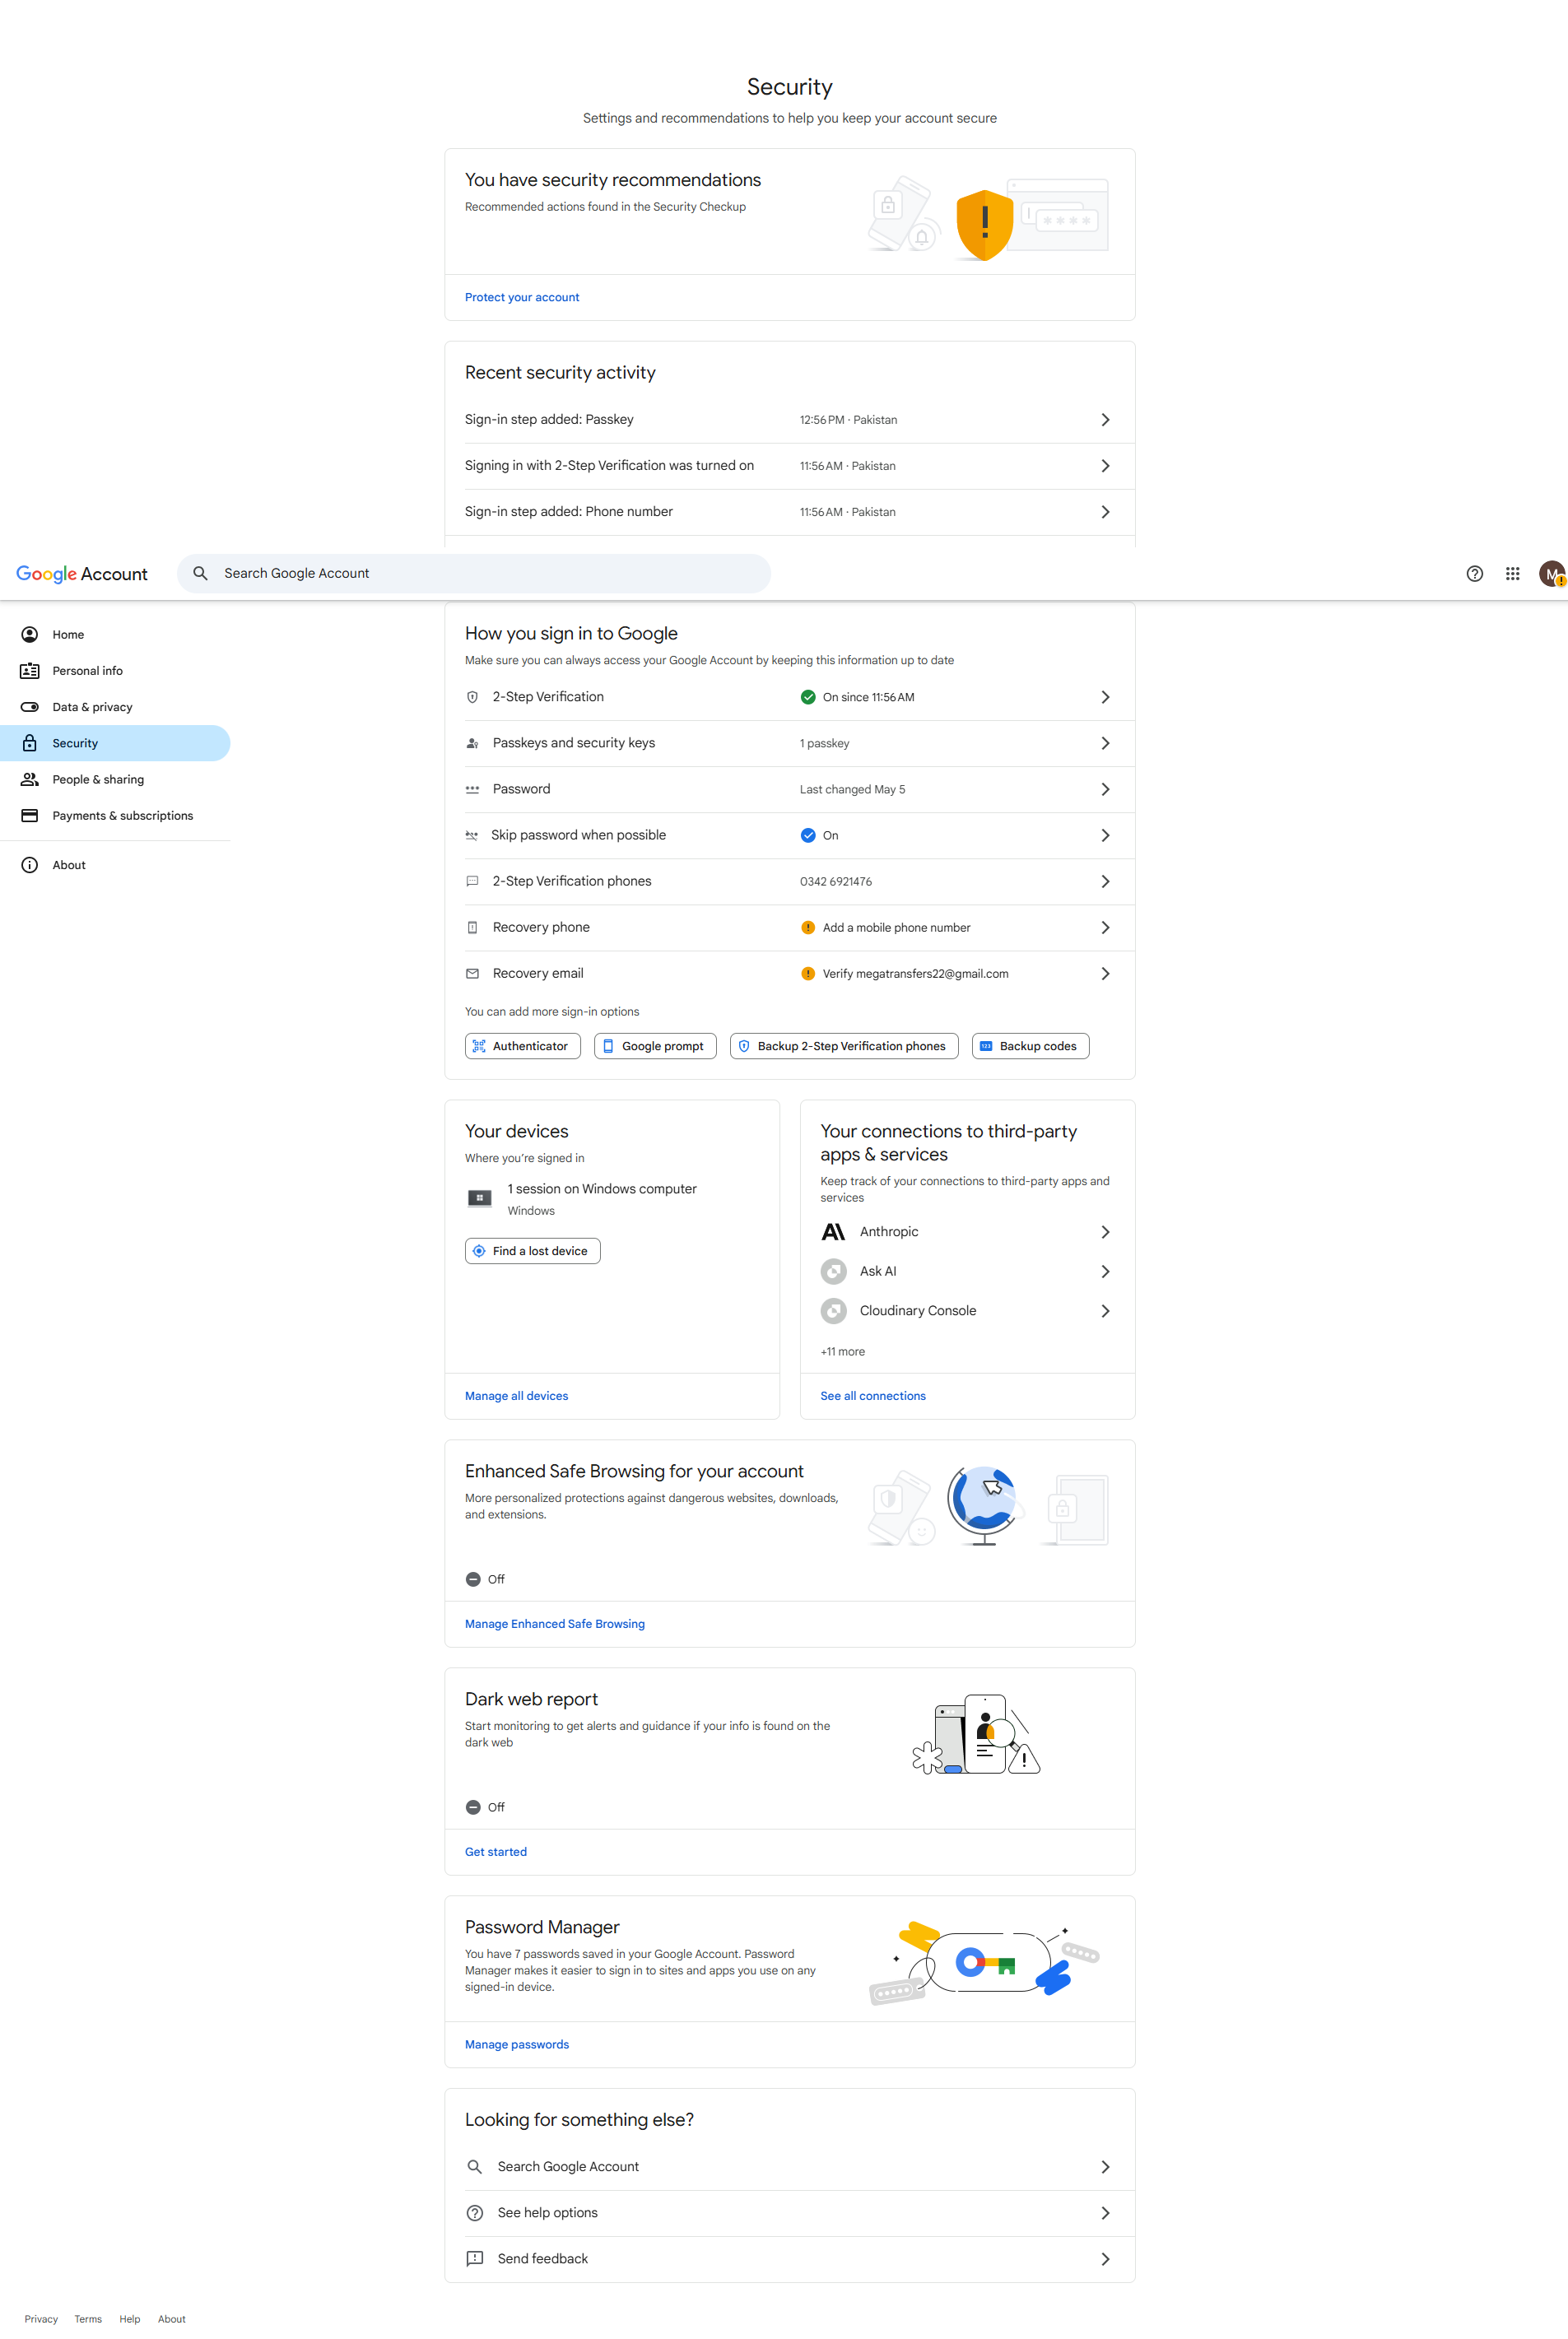 Security
Settings and recommendations to help you keep your account secure
You have security recommendations
Recommended actions found in the Security Checkup
Protect your account
Recent security activity
Sign-in step added: Passkey
12:56 PM · Pakistan
Signing in with 2-Step Verification was turned on
11:56 AM · Pakistan
Sign-in step added: Phone number
11:56 AM · Pakistan
Google Account
Search Google Account
M
Home
Personal info
Data & privacy
Security
People & sharing
Payments & subscriptions
About
How you sign in to Google
Make sure you can always access your Google Account by keeping this information up to date
2-Step Verification
On since 11:56 AM
Passkeys and security keys
1 passkey
Password
Last changed May 5
Skip password when possible
On
2-Step Verification phones
0342 6921476
Recovery phone
Add a mobile phone number
Recovery email
Verify megatransfers22@gmail.com
You can add more sign-in options
Authenticator
Google prompt
Backup 2-Step Verification phones
Backup codes
Your devices
Where you're signed in
1 session on Windows computer
Windows
Find a lost device
Manage all devices
Your connections to third-party
apps & services
Keep track of your connections to third-party apps and
services
Anthropic
Ask AI
Cloudinary Console
+11 more
See all connections
Enhanced Safe Browsing for your account
More personalized protections against dangerous websites, downloads,
and extensions.
Off
Manage Enhanced Safe Browsing
Dark web report
Start monitoring to get alerts and guidance if your info is found on the
dark web
Off
Get started
Password Manager
You have 7 passwords saved in your Google Account. Password
Manager makes it easier to sign in to sites and apps you use on any
signed-in device.
Manage passwords
Looking for something else?
Search Google Account
See help options
Send feedback
Privacy
Terms
Help
About